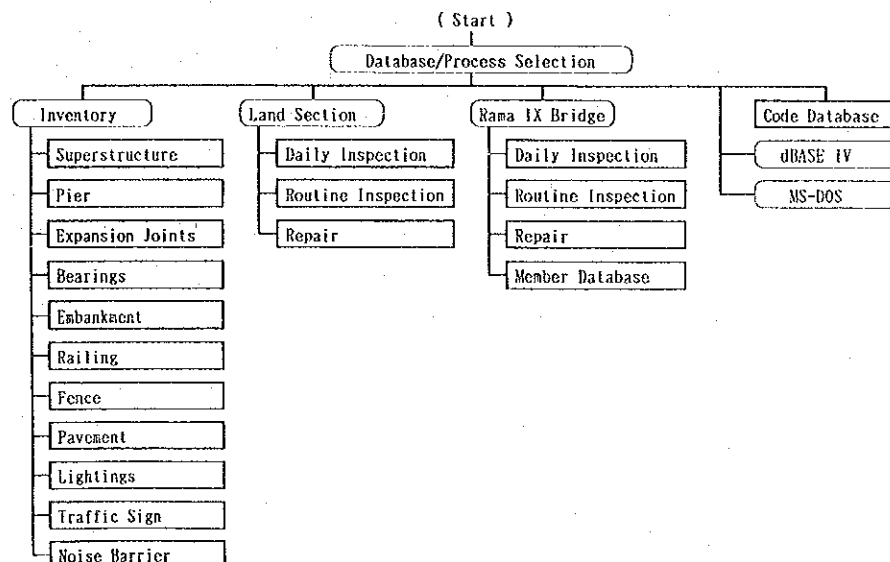 ( Start )
Database/Process Selection
Inventory
Superstructure
Pier
Expansion Joints
Bearings
Embankment
Railing
Fence
Pavement
Lightings
Traffic Sign
Noise Barrier
Land Section
Daily Inspection
Routine Inspection
Repair
Rama IX Bridge
Daily Inspection
Routine Inspection
Repair
Member Database
Code Database
dBASE IV
MS-DOS